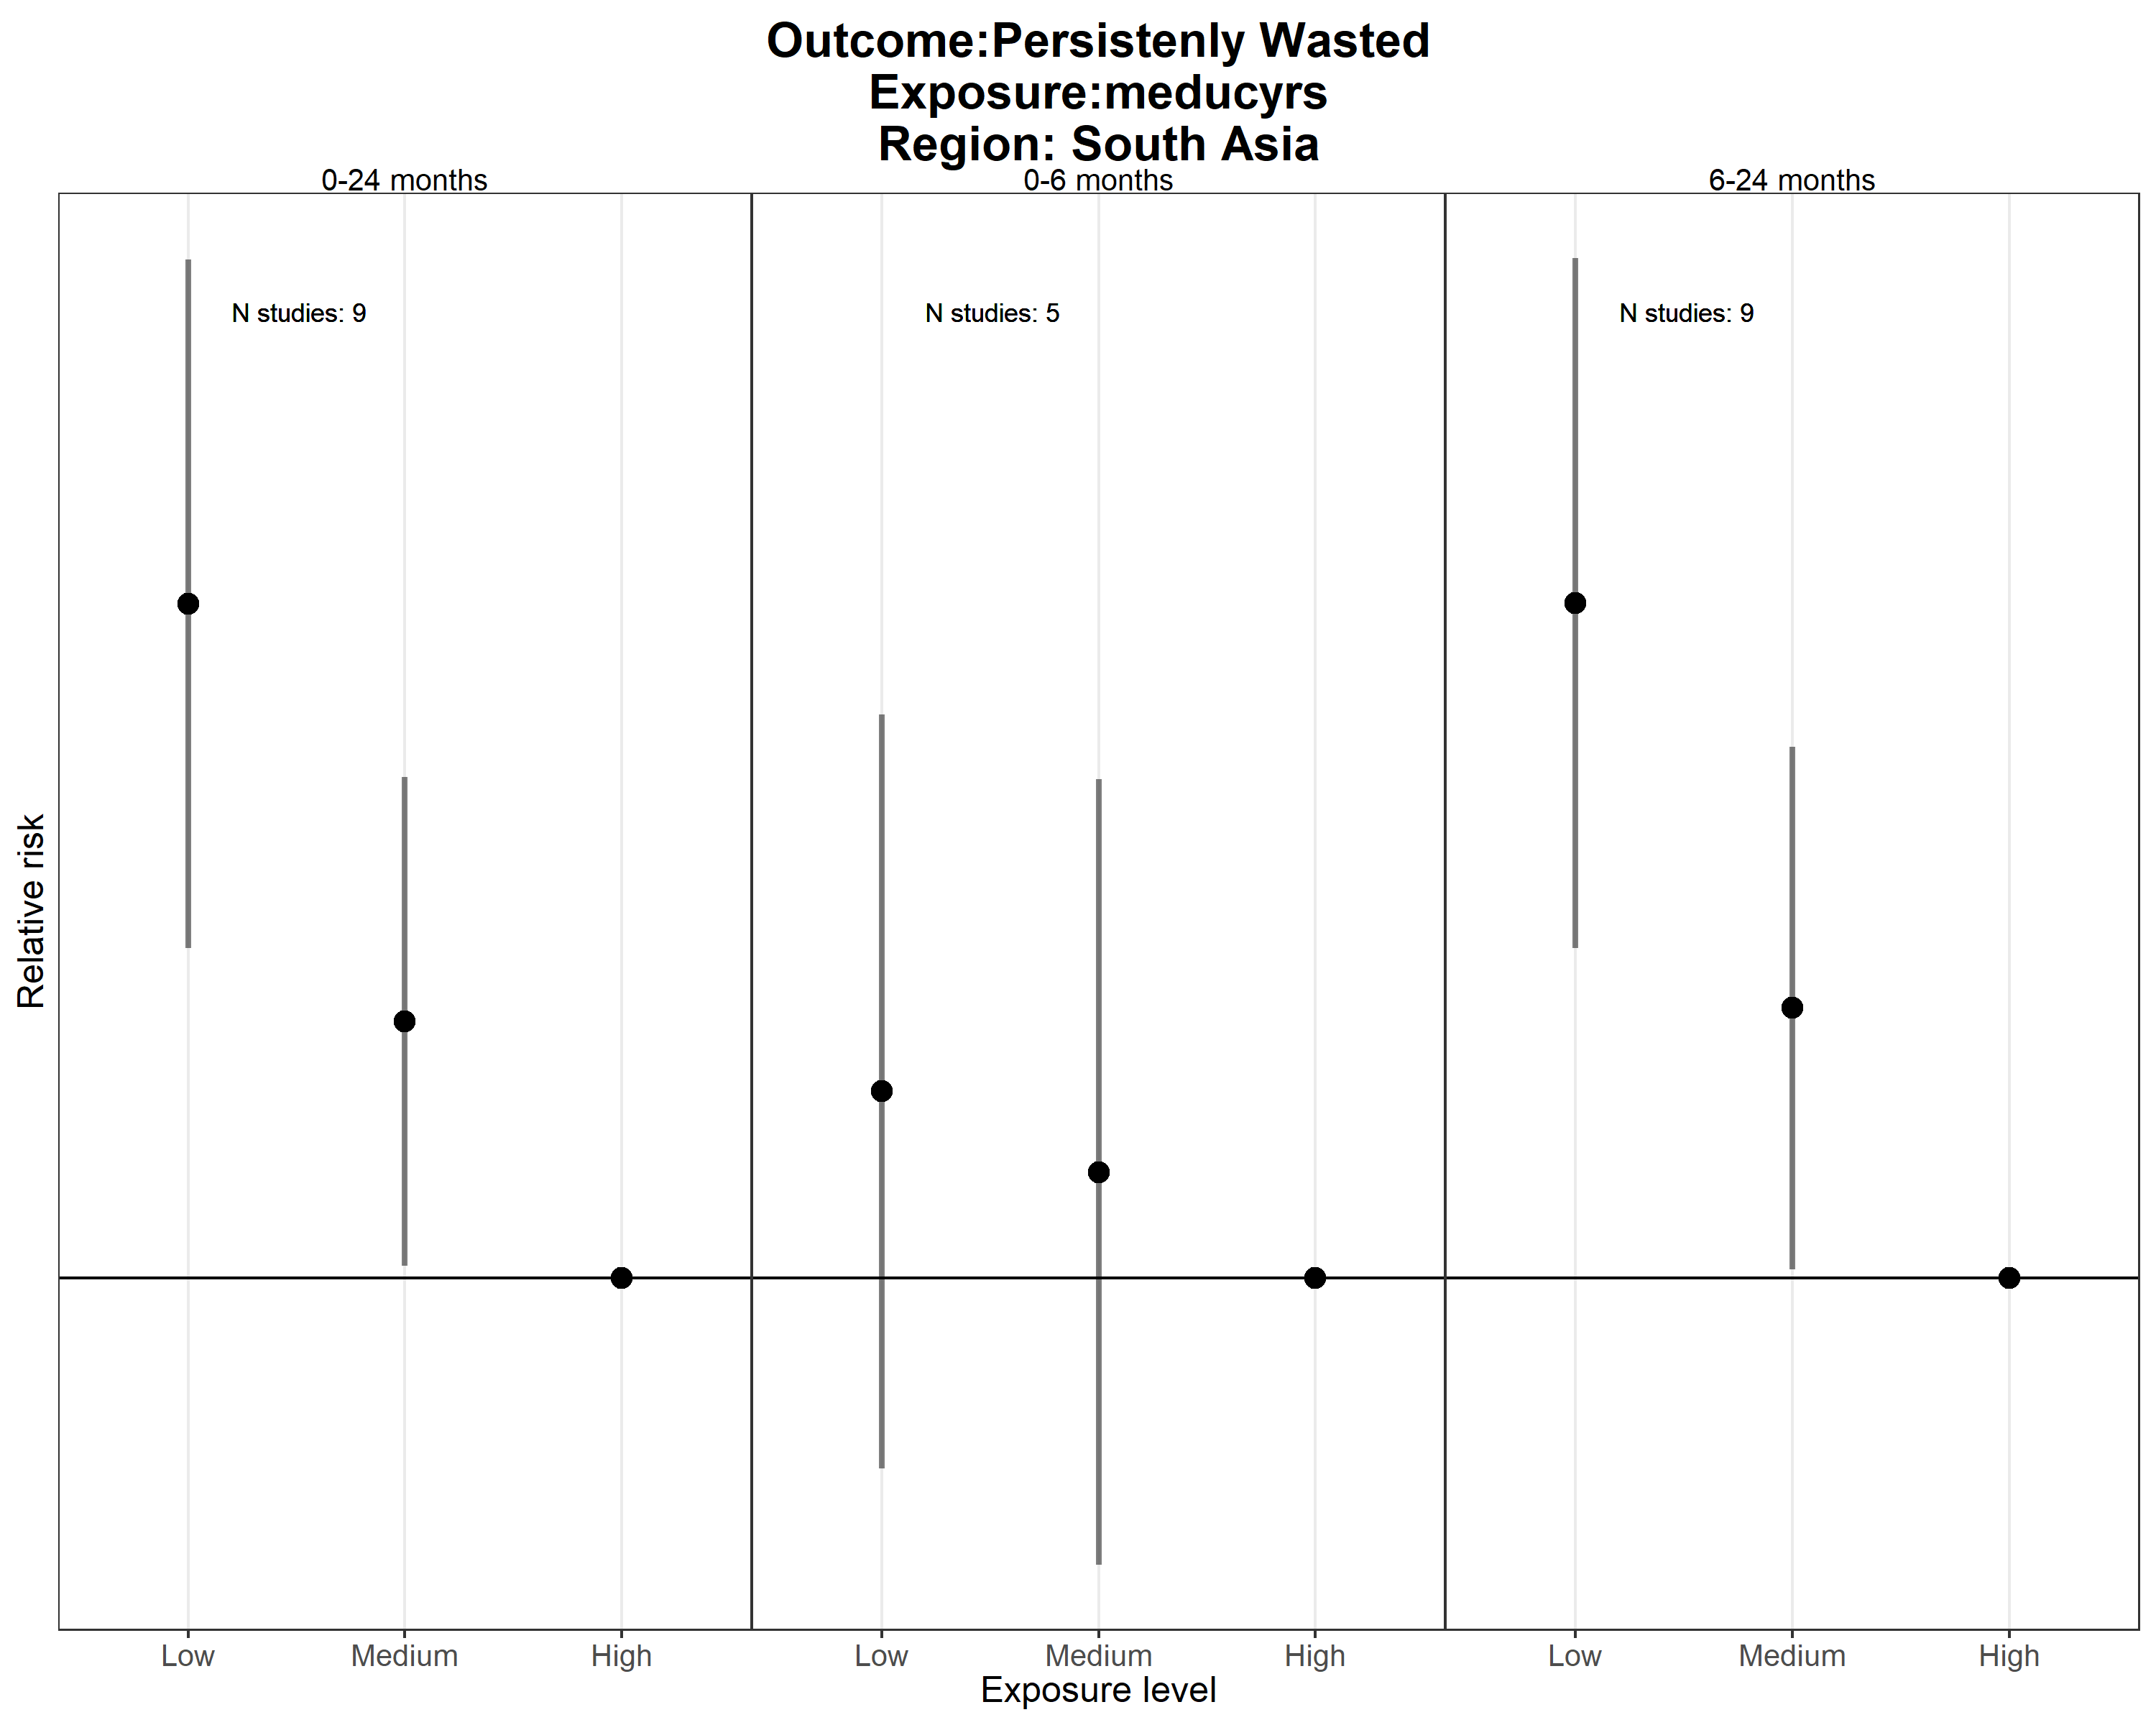 Outcome:Persistenly Wasted
Exposure:meducyrs
Region: South Asia
0-24 months 0-6 months 6-24 months
N studies: 9 N studies: 5 N studies: 9
Relative risk
Low Medium High Low Medium High Low Medium High
Exposure level